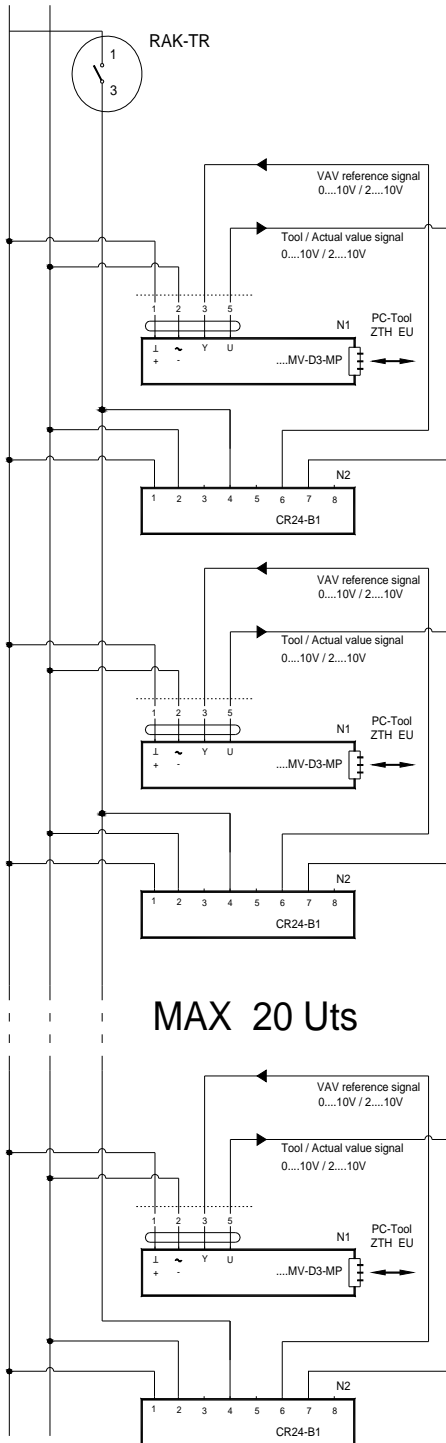 RAK-TR
1
3
VAV reference signal
0....10V / 2....10V
Tool / Actual value signal
0....10V / 2....10V
1 2 3 5
N1
PC-Tool
ZTH EU
⊥ ~ Y U
+ -
....MV-D3-MP
N2
1 2 3 4 5 6 7 8
CR24-B1
VAV reference signal
0....10V / 2....10V
Tool / Actual value signal
0....10V / 2....10V
1 2 3 5
N1
PC-Tool
ZTH EU
⊥ ~ Y U
+ -
....MV-D3-MP
N2
1 2 3 4 5 6 7 8
CR24-B1
MAX 20 Uts
VAV reference signal
0....10V / 2....10V
Tool / Actual value signal
0....10V / 2....10V
1 2 3 5
N1
PC-Tool
ZTH EU
⊥ ~ Y U
+ -
....MV-D3-MP
N2
1 2 3 4 5 6 7 8
CR24-B1